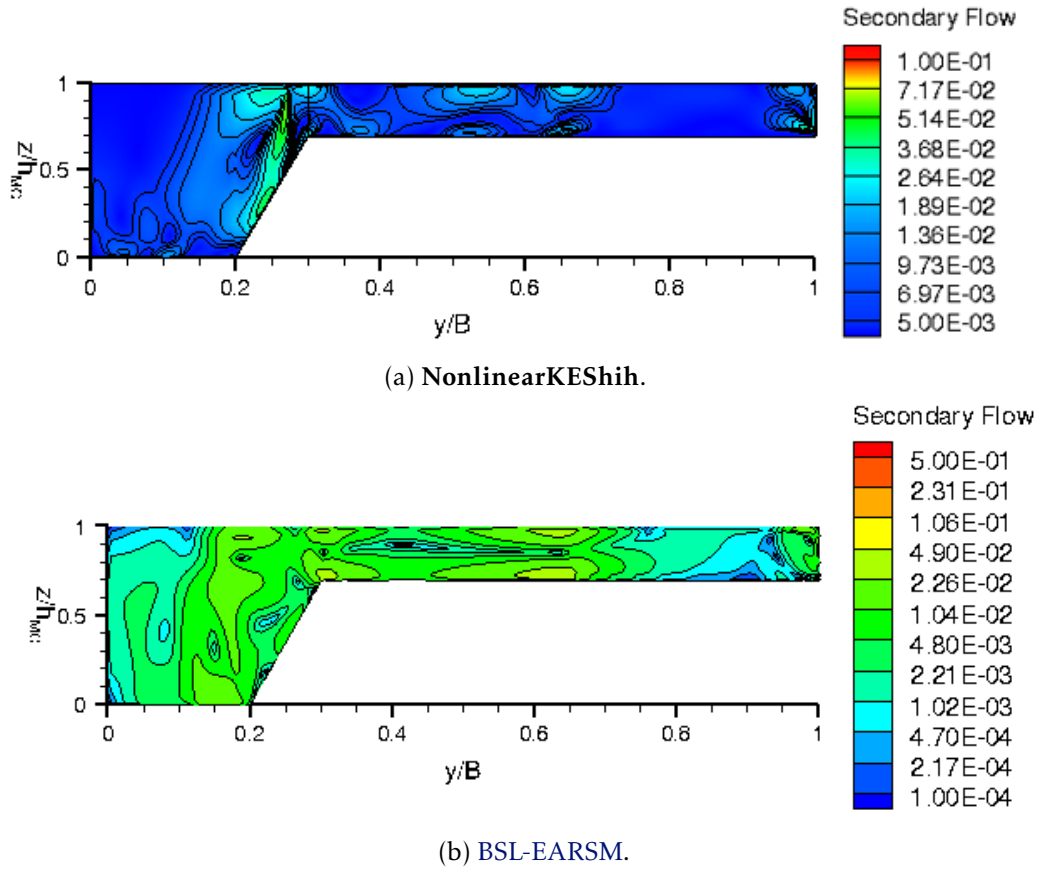 Secondary Flow
1.00E-01
7.17E-02
5.14E-02
3.68E-02
2.64E-02
1.89E-02
1.36E-02
9.73E-03
6.97E-03
5.00E-03
1
0.5
0
z/hMC
0 0.2 0.4 0.6 0.8 1
y/B
(a) NonlinearKEShih.
Secondary Flow
5.00E-01
2.31E-01
1.06E-01
4.90E-02
2.26E-02
1.04E-02
4.80E-03
2.21E-03
1.02E-03
4.70E-04
2.17E-04
1.00E-04
1
0.5
0
z/hMC
0 0.2 0.4 0.6 0.8 1
y/B
(b) BSL-EARSM.